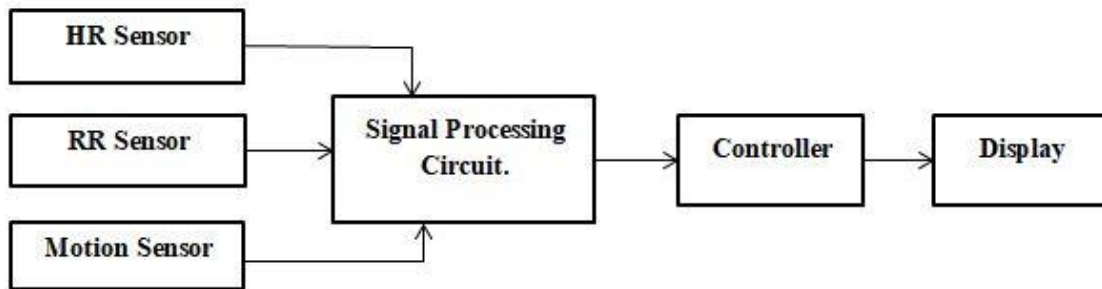 HR Sensor
RR Sensor
Motion Sensor
Signal Processing
Circuit.
Controller
Display